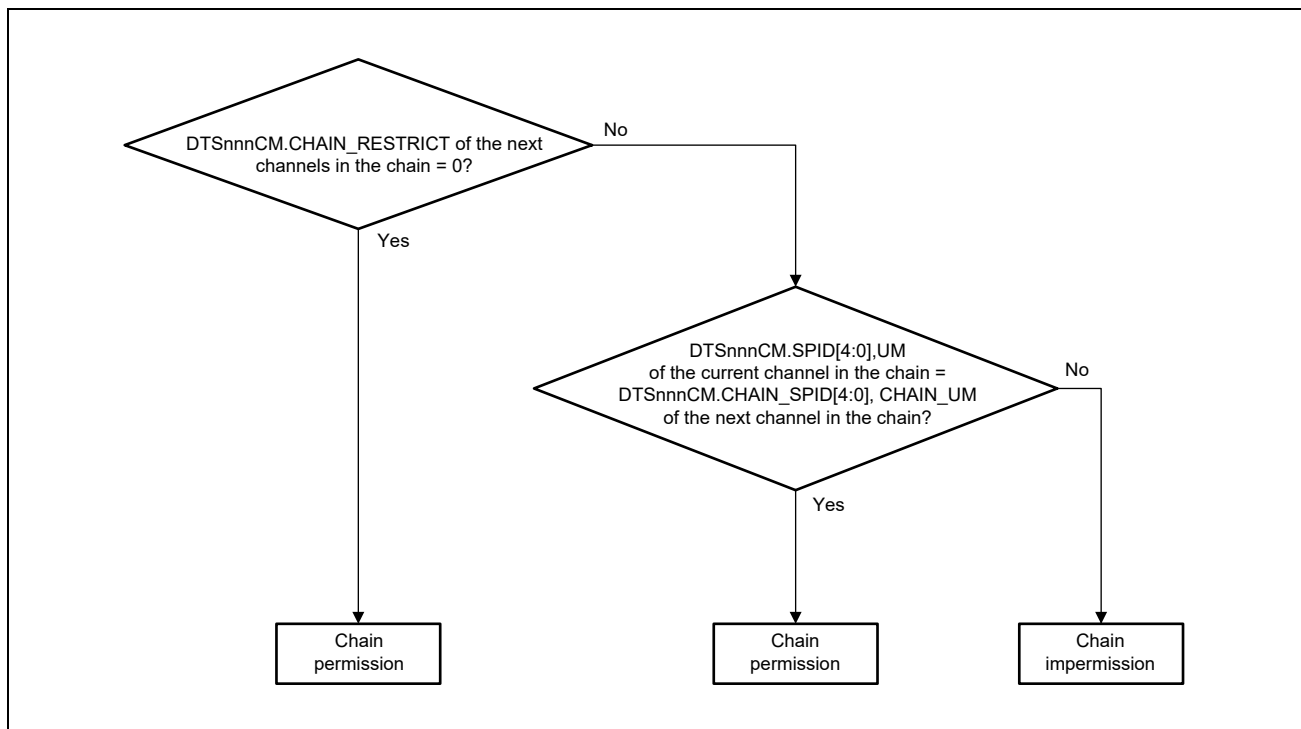 DTSnnnCM.CHAIN_RESTRICT of the next
channels in the chain = 0?
No
Yes
DTSnnnCM.SPID[4:0],UM
of the current channel in the chain =
DTSnnnCM.CHAIN_SPID[4:0], CHAIN_UM
of the next channel in the chain?
No
Yes
Chain
permission
Chain
permission
Chain
impermission